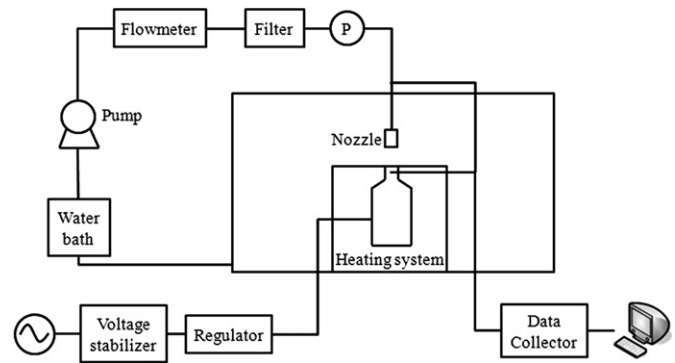 Flowmeter
Filter
P
Pump
Nozzle
Water
bath
Heating system
Voltage
stabilizer
Regulator
Data
Collector